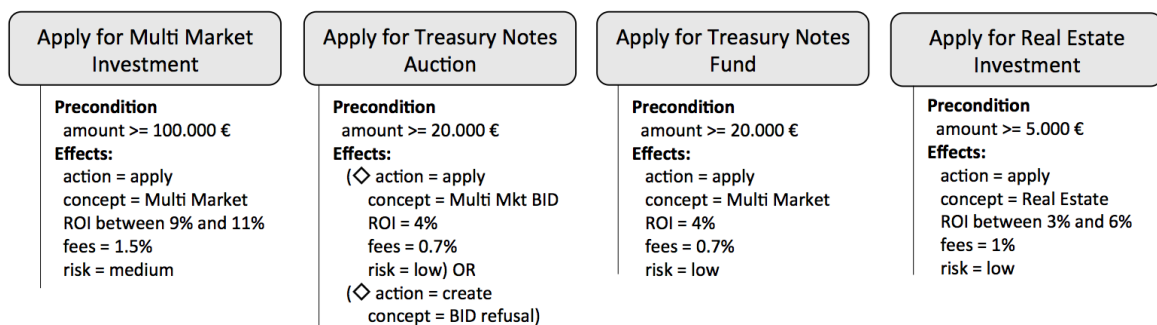 Apply for Multi Market
Investment
Precondition
amount >= 100.000 €
Effects:
action = apply
concept = Multi Market
ROI between 9% and 11%
fees = 1.5%
risk = medium
Apply for Treasury Notes
Auction
Precondition
amount >= 20.000 €
Effects:
(◇ action = apply
concept = Multi Mkt BID
ROI = 4%
fees = 0.7%
risk = low) OR
(◇ action = create
concept = BID refusal)
Apply for Treasury Notes
Fund
Precondition
amount >= 20.000 €
Effects:
action = apply
concept = Multi Market
ROI = 4%
fees = 0.7%
risk = low
Apply for Real Estate
Investment
Precondition
amount >= 5.000 €
Effects:
action = apply
concept = Real Estate
ROI between 3% and 6%
fees = 1%
risk = low